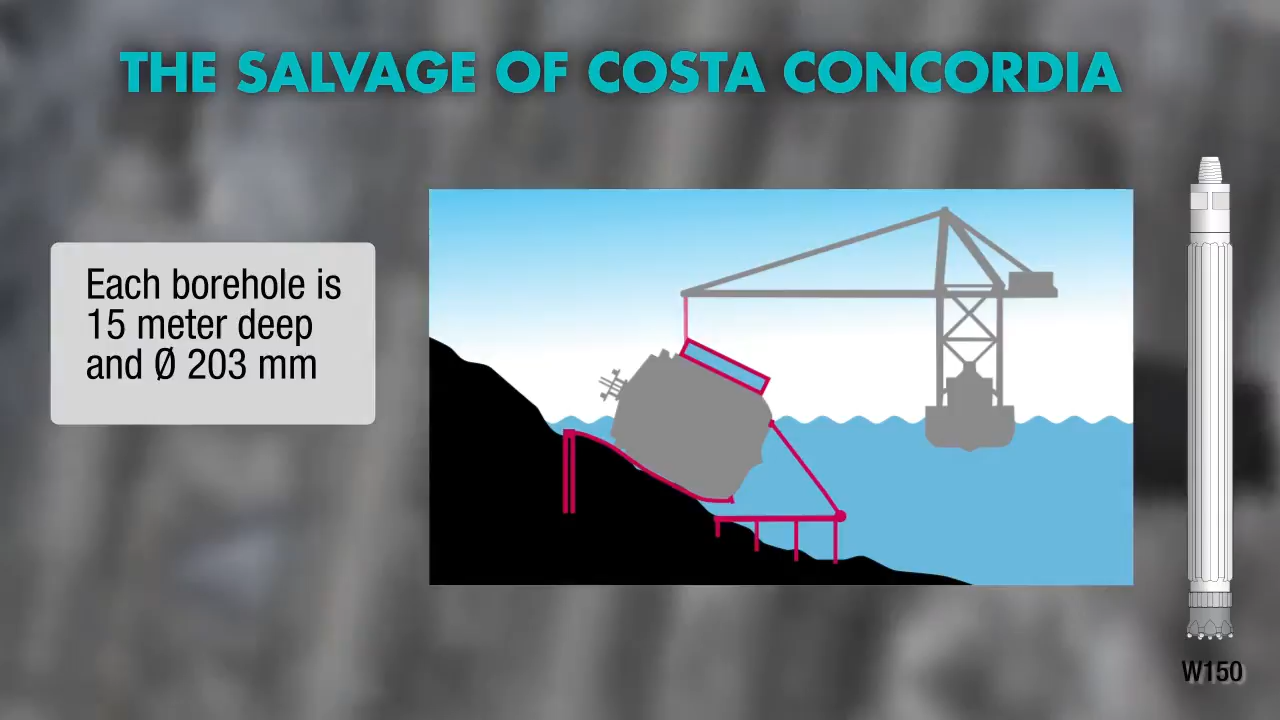 THE SALVAGE OF COSTA CONCORDIA
Each borehole is
15 meter deep
and Ø 203 mm
W150